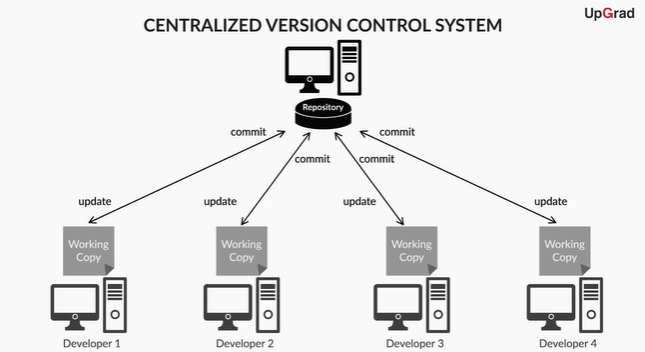 UpGrad
CENTRALIZED VERSION CONTROL SYSTEM
Repository
commit
commit
commit
commit
update
update
update
update
Working
Copy
Working
Copy
Working
Copy
Working
Copy
Developer 1
Developer 2
Developer 3
Developer 4